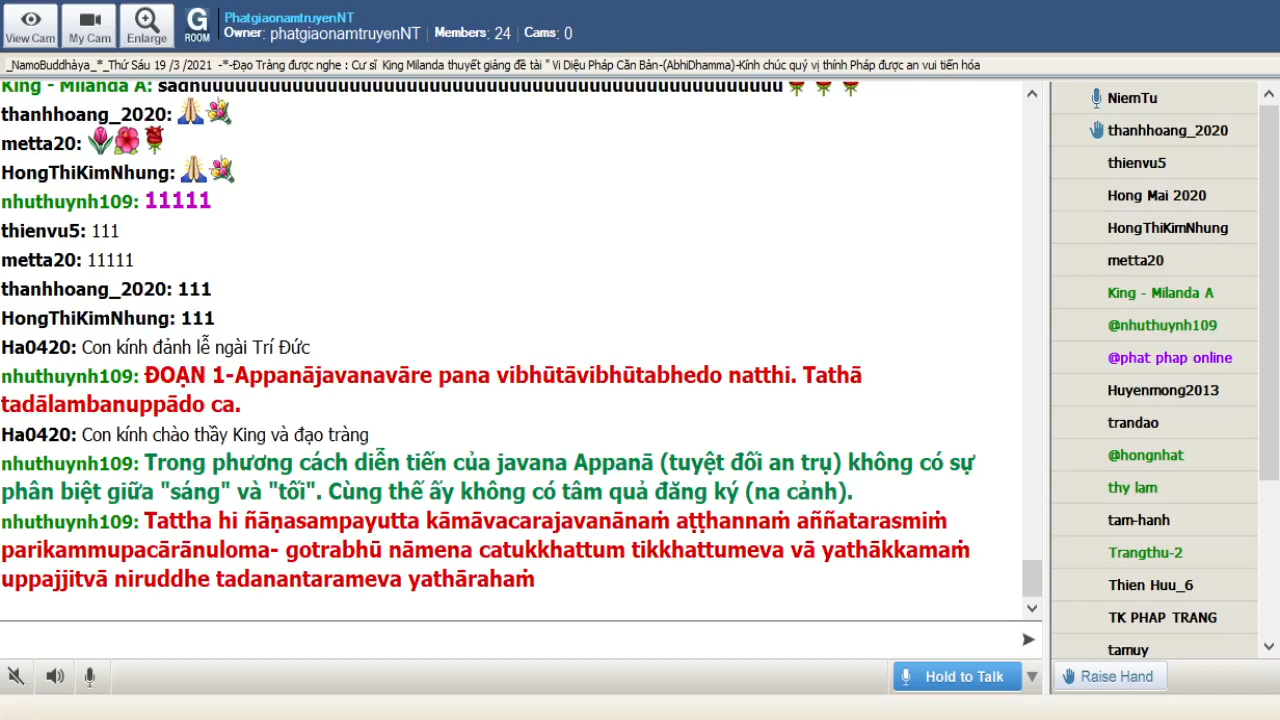 View Cam
My Cam
Enlarge
G
ROOM
PhatgiaonamtruyenNT
Owner: phatgiaonamtruyenNT | Members: 24 | Cams: 0
_NamoBuddhàya_*_Thứ Sáu 19 /3 /2021 -*-Đạo Tràng được nghe : Cư sĩ King Milanda thuyết giảng đề tài " Vi Diệu Pháp Căn Bản-(AbhiDhamma)-Kính chúc quý vị thính Pháp được an vui tiến hóa
thanhhoang_2020:
metta20:
HongThiKimNhung:
nhuthuynh109: 11111
thienvu5: 111
metta20: 11111
thanhhoang_2020: 111
HongThiKimNhung: 111
Ha0420: Con kính đảnh lễ ngài Trí Đức
nhuthuynh109: ĐOẠN 1-Appanājavanavāre pana vibhūtāvibhūtabhedo natthi. Tathā
tadālambanuppādo ca.
Ha0420: Con kính chào thầy King và đạo tràng
nhuthuynh109: Trong phương cách diễn tiến của javana Appanā (tuyệt đối an trụ) không có sự
phân biệt giữa "sáng" và "tối". Cùng thế ấy không có tâm quả đăng ký (na cảnh).
nhuthuynh109: Tattha hi ñāṇasampayutta kāmāvacarajavanānaṁ aṭṭhannaṁ aññatarasmiṁ
parikammupacārānuloma- gotrabhū nāmena catukkhattum tikkhattumeva vā yathākkamaṁ
uppajjitvā niruddhe tadanantarameva yathārahaṁ
NiemTu
thanhhoang_2020
thienvu5
Hong Mai 2020
HongThiKimNhung
metta20
King - Milanda A
@nhuthuynh109
@phat phap online
Huyenmong2013
trandao
@hongnhat
thy lam
tam-hanh
Trangthu-2
Thien Huu_6
TK PHAP TRANG
tamuy
Hold to Talk
Raise Hand